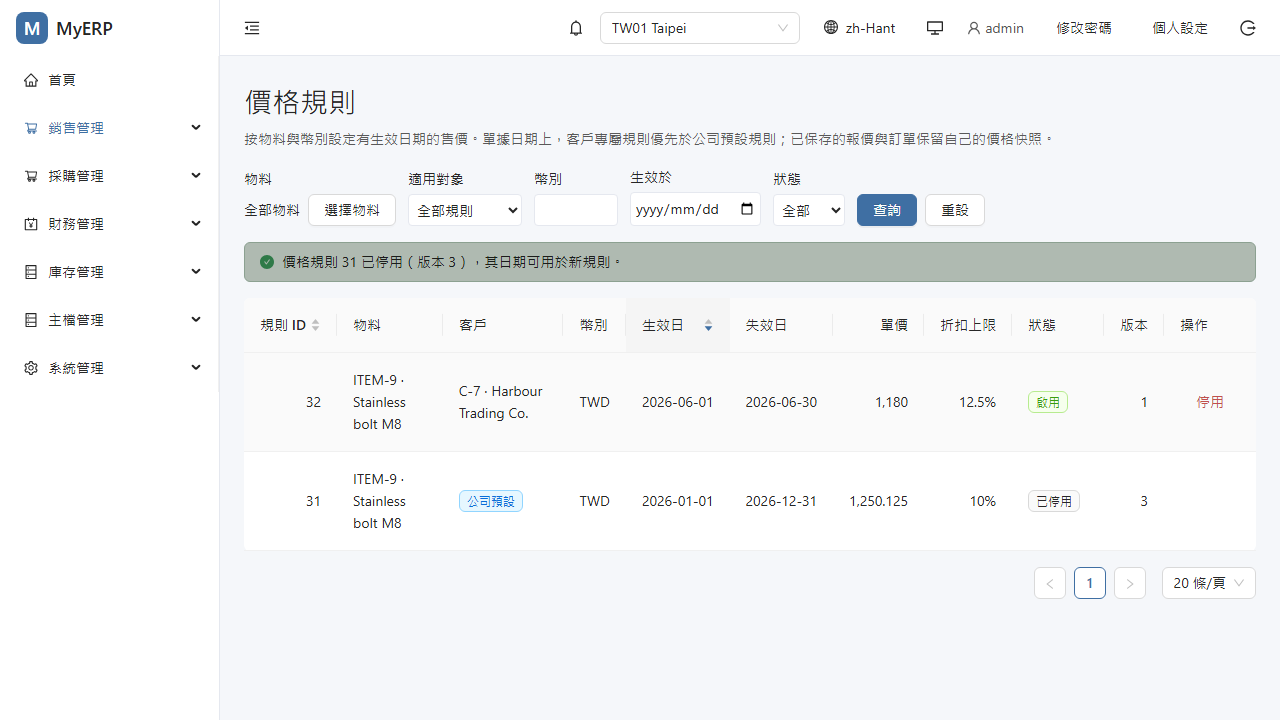 M MyERP
TW01 Taipei
zh-Hant
admin
修改密碼
個人設定
首頁
銷售管理
採購管理
財務管理
庫存管理
主檔管理
系統管理
價格規則
按物料與幣別設定有生效日期的售價。單據日期上，客戶專屬規則優先於公司預設規則；已保存的報價與訂單保留自己的價格快照。
物料 適用對象 幣別 生效於 狀態
全部物料 選擇物料 全部規則 yyyy/mm/dd 全部 查詢 重設
價格規則 31 已停用（版本 3），其日期可用於新規則。
規則 ID 物料 客戶 幣別 生效日 失效日 單價 折扣上限 狀態 版本 操作
32 ITEM-9 · Stainless bolt M8 C-7 · Harbour Trading Co. TWD 2026-06-01 2026-06-30 1,180 12.5% 啟用 1 停用
31 ITEM-9 · Stainless bolt M8 公司預設 TWD 2026-01-01 2026-12-31 1,250.125 10% 已停用 3
1 20 條/頁